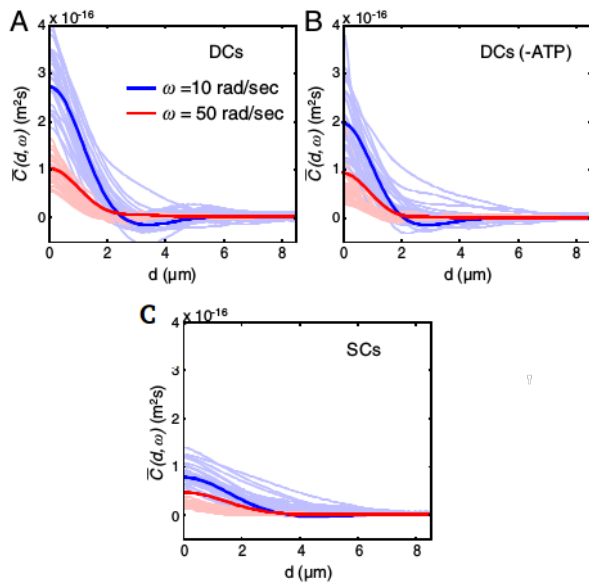 A
4 x 10-16
DCs
ω =10 rad/sec
ω = 50 rad/sec
3
2
1
0
C(d, ω) (m²s)
0 2 4 6 8
d (μm)
B
4 x 10-16
DCs (-ATP)
3
2
1
0
C(d, ω) (m²s)
0 2 4 6 8
d (μm)
C
4 x 10-16
SCs
3
2
1
0
C̅(d, ω) (m²s)
0 2 4 6 8
d (μm)